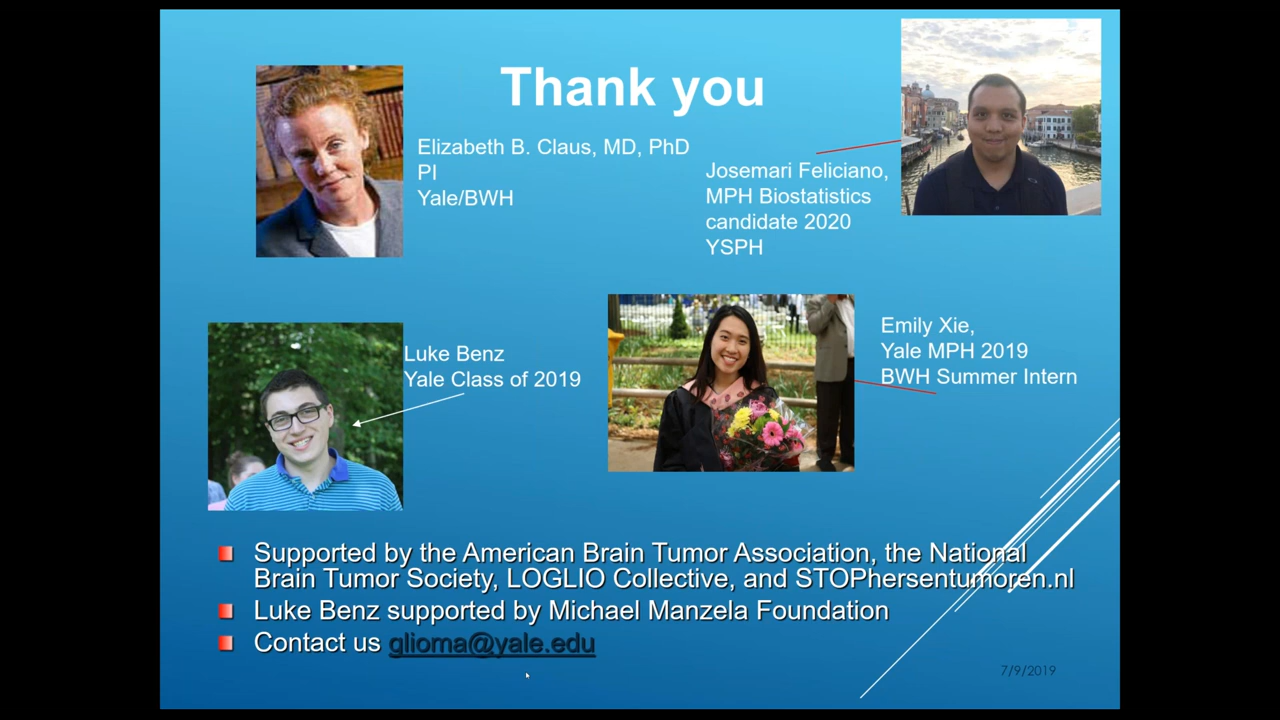 Thank you
Elizabeth B. Claus, MD, PhD
PI
Yale/BWH
Josemari Feliciano,
MPH Biostatistics
candidate 2020
YSPH
Luke Benz
Yale Class of 2019
Emily Xie,
Yale MPH 2019
BWH Summer Intern
Supported by the American Brain Tumor Association, the National
Brain Tumor Society, LOGLIO Collective, and STOPhersentumoren.nl
Luke Benz supported by Michael Manzela Foundation
Contact us glioma@yale.edu
7/9/2019